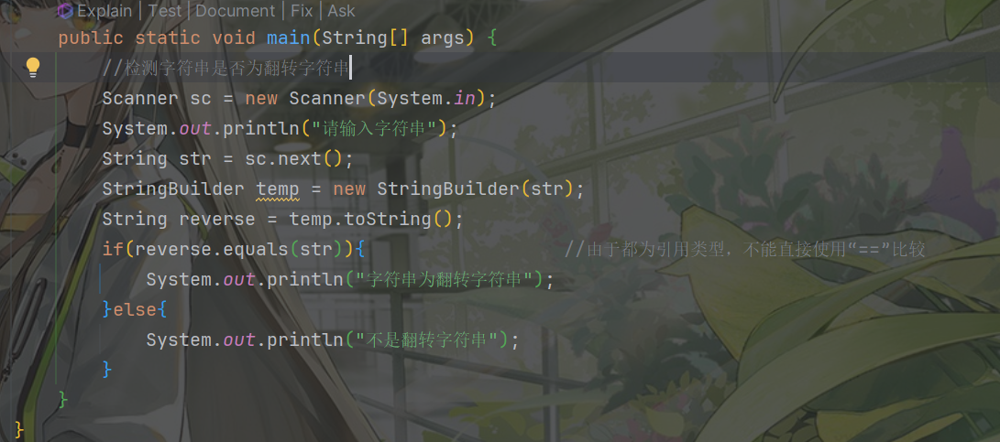 Explain | Test | Document | Fix | Ask
public static void main(String[] args) {
//检测字符串是否为翻转字符串
Scanner sc = new Scanner(System.in);
System.out.println("请输入字符串");
String str = sc.next();
StringBuilder temp = new StringBuilder(str);
String reverse = temp.toString();
if(reverse.equals(str)){ //由于都为引用类型，不能直接使用“==”比较
System.out.println("字符串为翻转字符串");
}else{
System.out.println("不是翻转字符串");
}
}
}